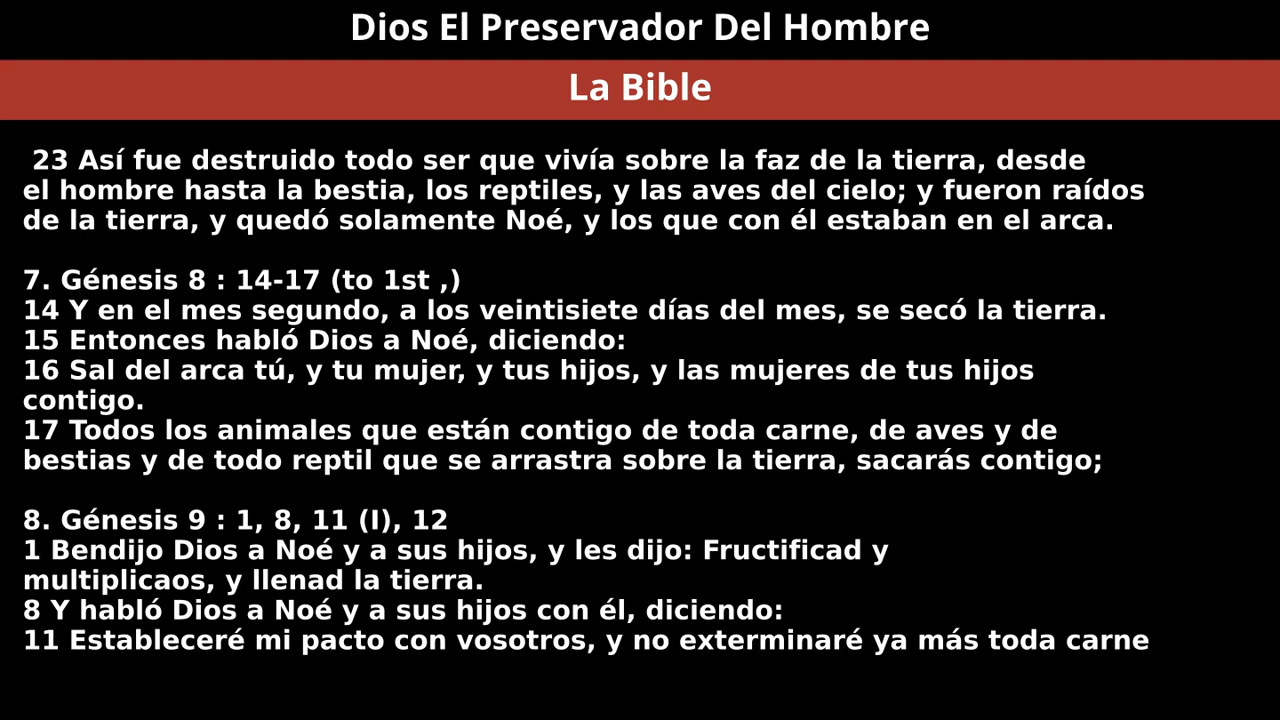 Dios El Preservador Del Hombre
La Bible
23 Así fue destruido todo ser que vivía sobre la faz de la tierra, desde
el hombre hasta la bestia, los reptiles, y las aves del cielo; y fueron raídos
de la tierra, y quedó solamente Noé, y los que con él estaban en el arca.
7. Génesis 8 : 14-17 (to 1st ,)
14 Y en el mes segundo, a los veintisiete días del mes, se secó la tierra.
15 Entonces habló Dios a Noé, diciendo:
16 Sal del arca tú, y tu mujer, y tus hijos, y las mujeres de tus hijos
contigo.
17 Todos los animales que están contigo de toda carne, de aves y de
bestias y de todo reptil que se arrastra sobre la tierra, sacarás contigo;
8. Génesis 9 : 1, 8, 11 (I), 12
1 Bendijo Dios a Noé y a sus hijos, y les dijo: Fructificad y
multiplicaos, y llenad la tierra.
8 Y habló Dios a Noé y a sus hijos con él, diciendo:
11 Estableceré mi pacto con vosotros, y no exterminaré ya más toda carne